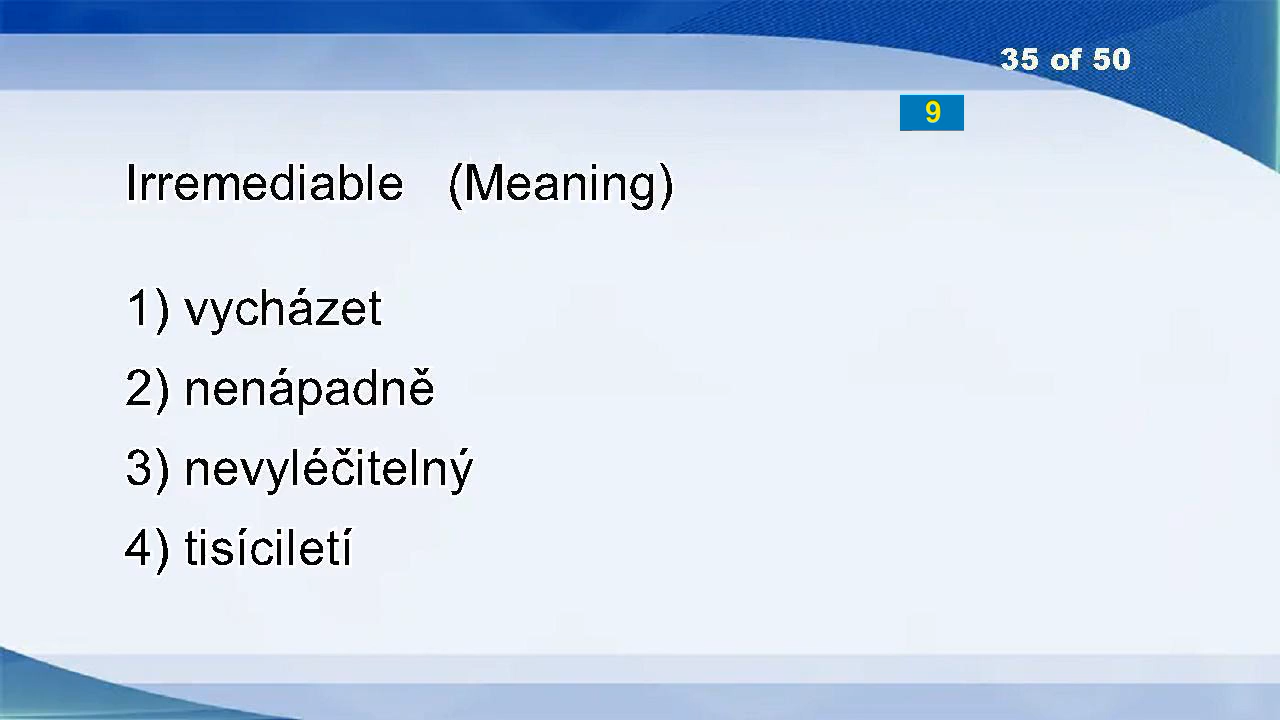 35 of 50
9
Irremediable (Meaning)
1) vycházet
2) nenápadně
3) nevyléčitelný
4) tisíciletí